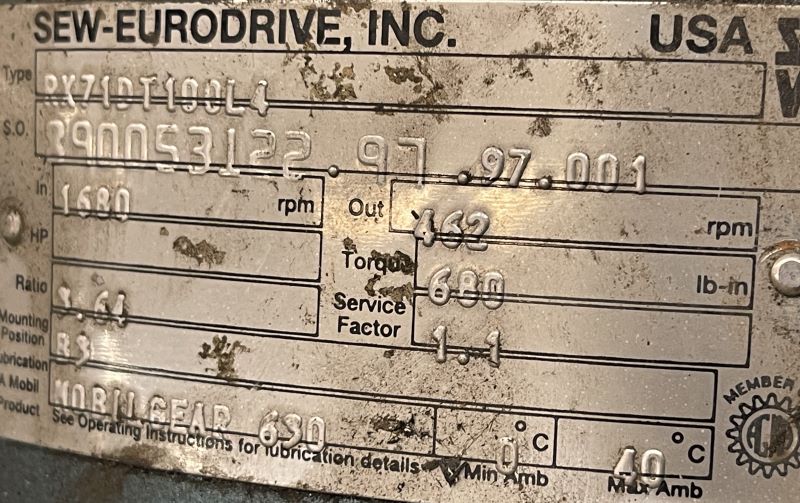 SEW-EURODRIVE, INC. USA
Type RX71DT100L4
S.O. 790053122.97.97.001
In 1680 rpm Out 462 rpm
HP Torque 680 lb-in
Ratio 3.64 Service Factor 1.1
Mounting Position B3
Lubrication
A Mobil Product MOBILGEAR 630 0 °C 40 °C
See Operating Instructions for lubrication details Min Amb Max Amb
MEMBER
AGMA